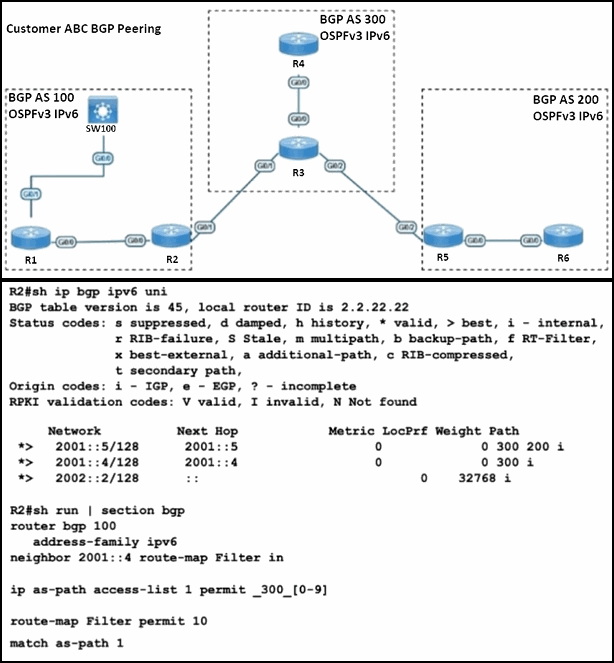 Customer ABC BGP Peering
BGP AS 300
OSPFv3 IPv6
R4
Gi0/0
Gi0/0
R3
Gi0/1
Gi0/2
BGP AS 100
OSPFv3 IPv6
SW100
Gi0/0
Gi0/1
R1
Gi0/0
Gi0/0
R2
Gi0/1
BGP AS 200
OSPFv3 IPv6
Gi0/2
R5
Gi0/0
Gi0/0
R6
R2#sh ip bgp ipv6 uni
BGP table version is 45, local router ID is 2.2.22.22
Status codes: s suppressed, d damped, h history, * valid, > best, i - internal,
r RIB-failure, S Stale, m multipath, b backup-path, f RT-Filter,
x best-external, a additional-path, c RIB-compressed,
t secondary path,
Origin codes: i - IGP, e - EGP, ? - incomplete
RPKI validation codes: V valid, I invalid, N Not found
Network Next Hop Metric LocPrf Weight Path
*> 2001::5/128 2001::5 0 0 300 200 i
*> 2001::4/128 2001::4 0 0 300 i
*> 2002::2/128 :: 0 32768 i
R2#sh run | section bgp
router bgp 100
address-family ipv6
neighbor 2001::4 route-map Filter in
ip as-path access-list 1 permit _300_[0-9]
route-map Filter permit 10
match as-path 1